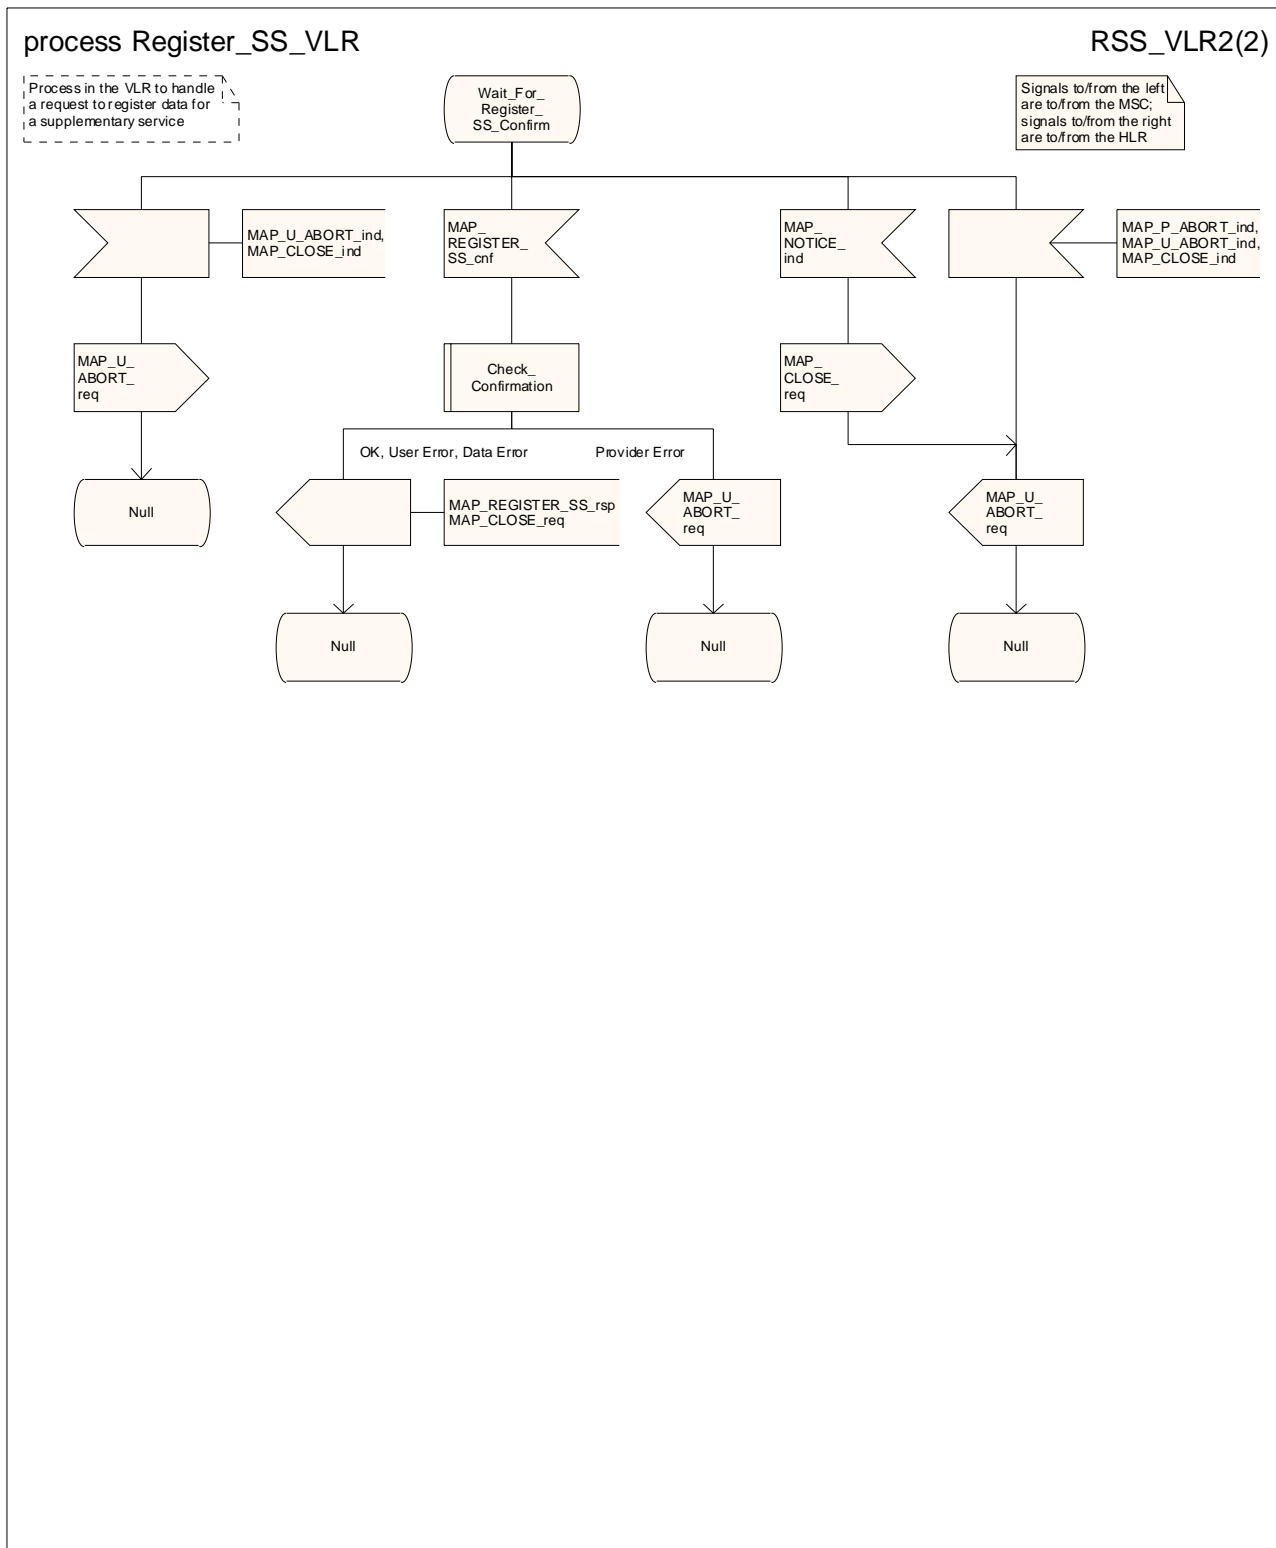 process Register_SS_VLR
RSS_VLR2(2)
Process in the VLR to handle
a request to register data for
a supplementary service
Wait_For_
Register_
SS_Confirm
Signals to/from the left
are to/from the MSC;
signals to/from the right
are to/from the HLR
MAP_U_ABORT_ind,
MAP_CLOSE_ind
MAP_
REGISTER_
SS_cnf
MAP_
NOTICE_
ind
MAP_P_ABORT_ind,
MAP_U_ABORT_ind,
MAP_CLOSE_ind
MAP_U_
ABORT_
req
Check_
Confirmation
MAP_
CLOSE_
req
OK, User Error, Data Error
Provider Error
Null
MAP_REGISTER_SS_rsp
MAP_CLOSE_req
MAP_U_
ABORT_
req
MAP_U_
ABORT_
req
Null
Null
Null